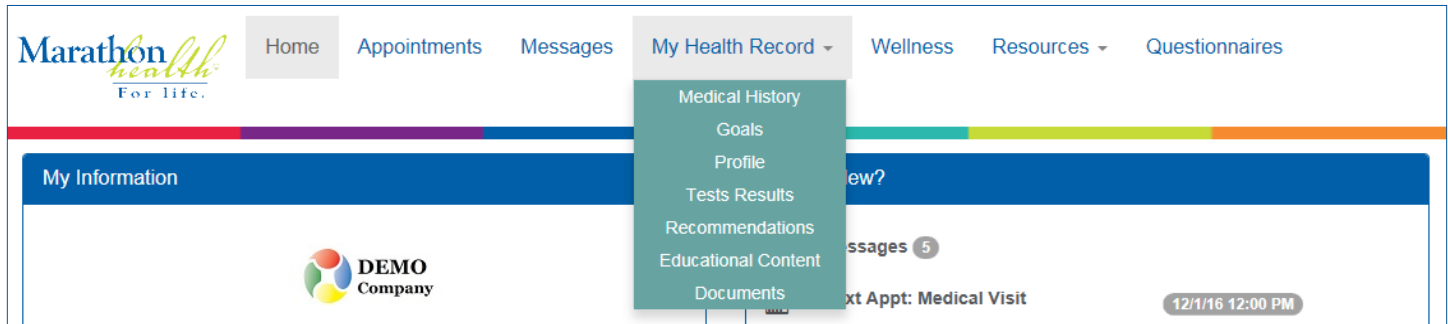 Marathon
health
For life.
Home Appointments Messages My Health Record Wellness Resources Questionnaires
Medical History
Goals
Profile
Tests Results
Recommendations
Educational Content
Documents
My Information
DEMO
Company
ew?
ssages 5
xt Appt: Medical Visit 12/1/16 12:00 PM